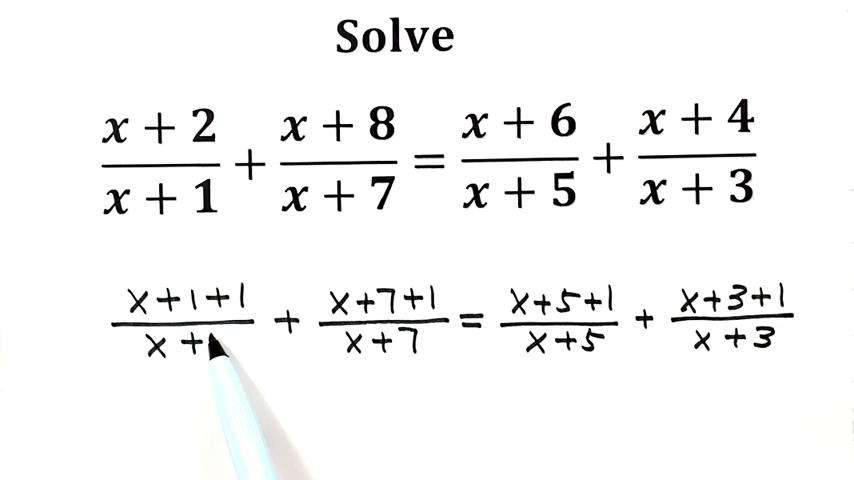 Solve
x + 2 / x + 1 + x + 8 / x + 7 = x + 6 / x + 5 + x + 4 / x + 3
x+1+1 / x + + x+7+1 / x+7 = x+5+1 / x+5 + x+3+1 / x+3